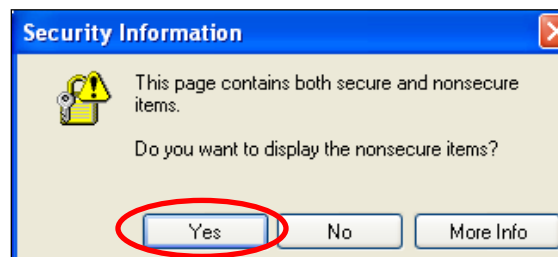 Security Information
This page contains both secure and nonsecure
items.
Do you want to display the nonsecure items?
Yes No More Info